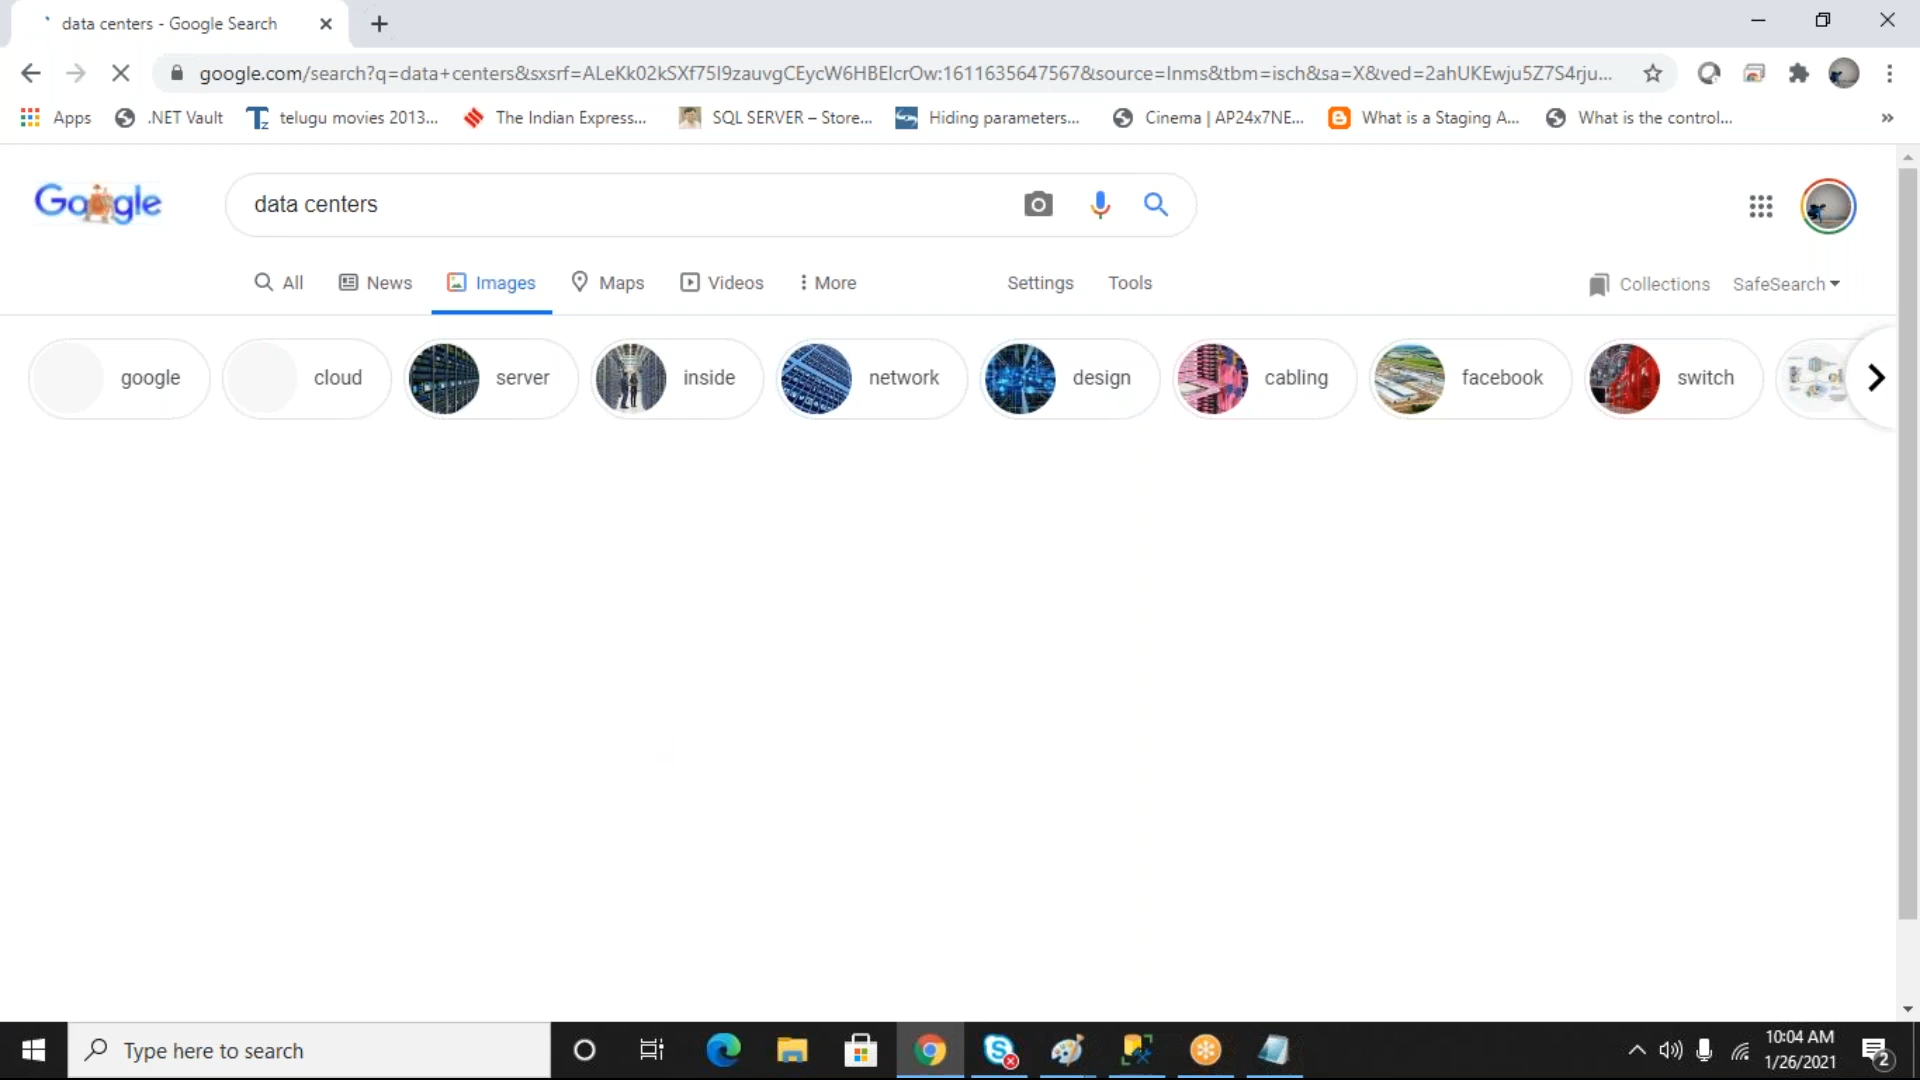 data centers - Google Search
google.com/search?q=data+centers&sxsrf=ALeKk02kSXf75I9zauvgCEycW6HBEIcrOw:1611635647567&source=lnms&tbm=isch&sa=X&ved=2ahUKEwju5Z7S4rju...
Apps .NET Vault telugu movies 2013... The Indian Express... SQL SERVER – Store... Hiding parameters... Cinema | AP24x7NE... What is a Staging A... What is the control... »
Google data centers
All News Images Maps Videos More Settings Tools Collections SafeSearch
google cloud server inside network design cabling facebook switch
Type here to search
10:04 AM
1/26/2021
2